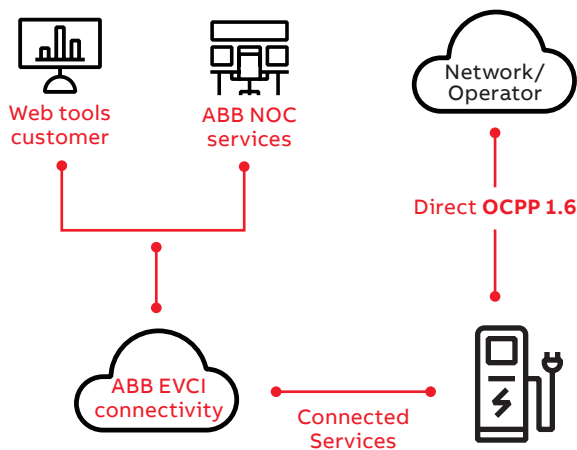 Web tools
customer
ABB NOC
services
Network/
Operator
Direct OCPP 1.6
ABB EVCI
connectivity
Connected
Services